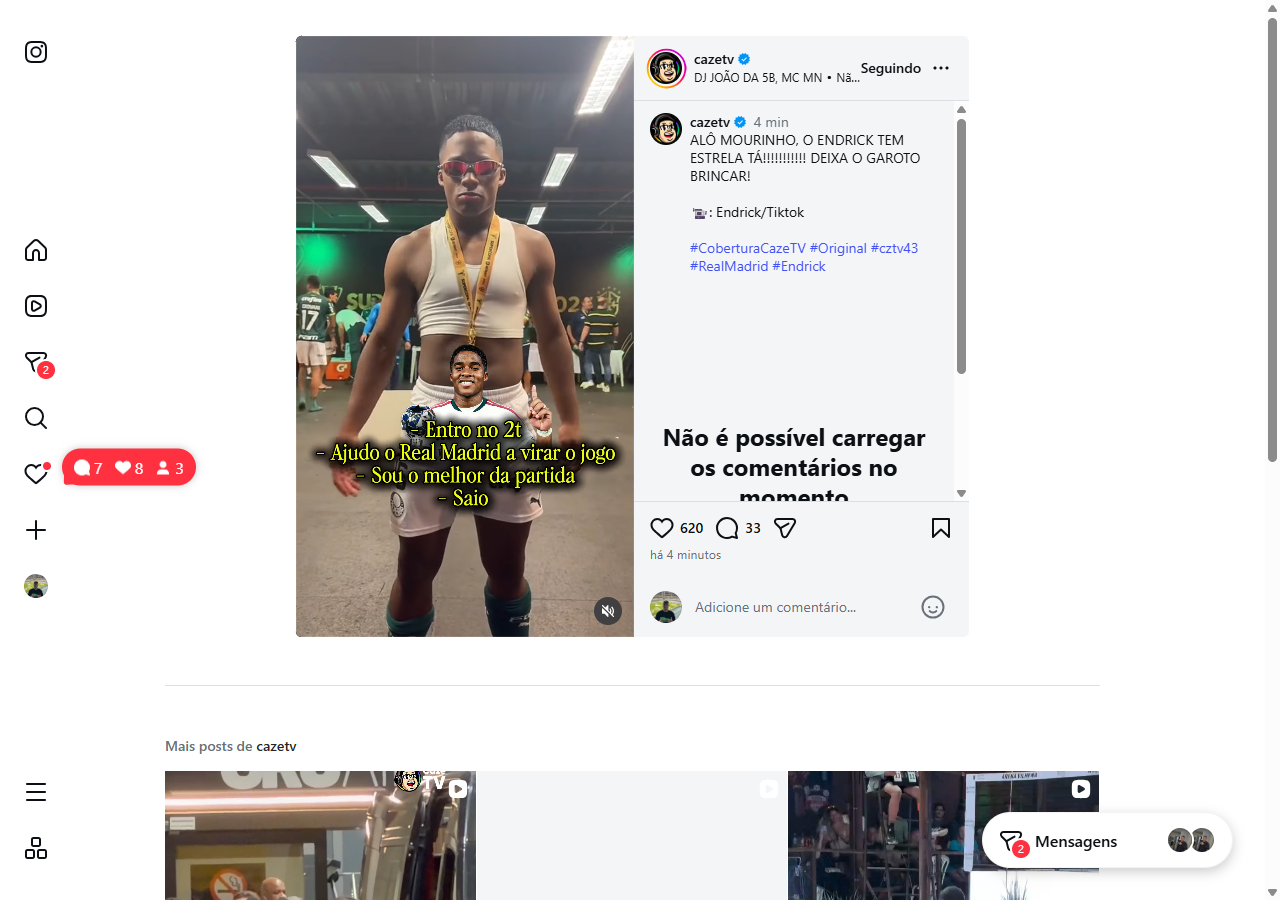 cazetv
DJ JOÃO DA 5B, MC MN • Nã...
Seguindo
cazetv 4 min
ALÔ MOURINHO, O ENDRICK TEM
ESTRELA TÁ!!!!!!!!!!! DEIXA O GAROTO
BRINCAR!
: Endrick/Tiktok
#CoberturaCazeTV #Original #cztv43
#RealMadrid #Endrick
Não é possível carregar
os comentários no
momento
620 33
há 4 minutos
Adicione um comentário...
17
- Entro no 2t
- Ajudo o Real Madrid a virar o jogo
- Sou o melhor da partida
- Saio
2
7 8 3
Mais posts de cazetv
TV
2
Mensagens